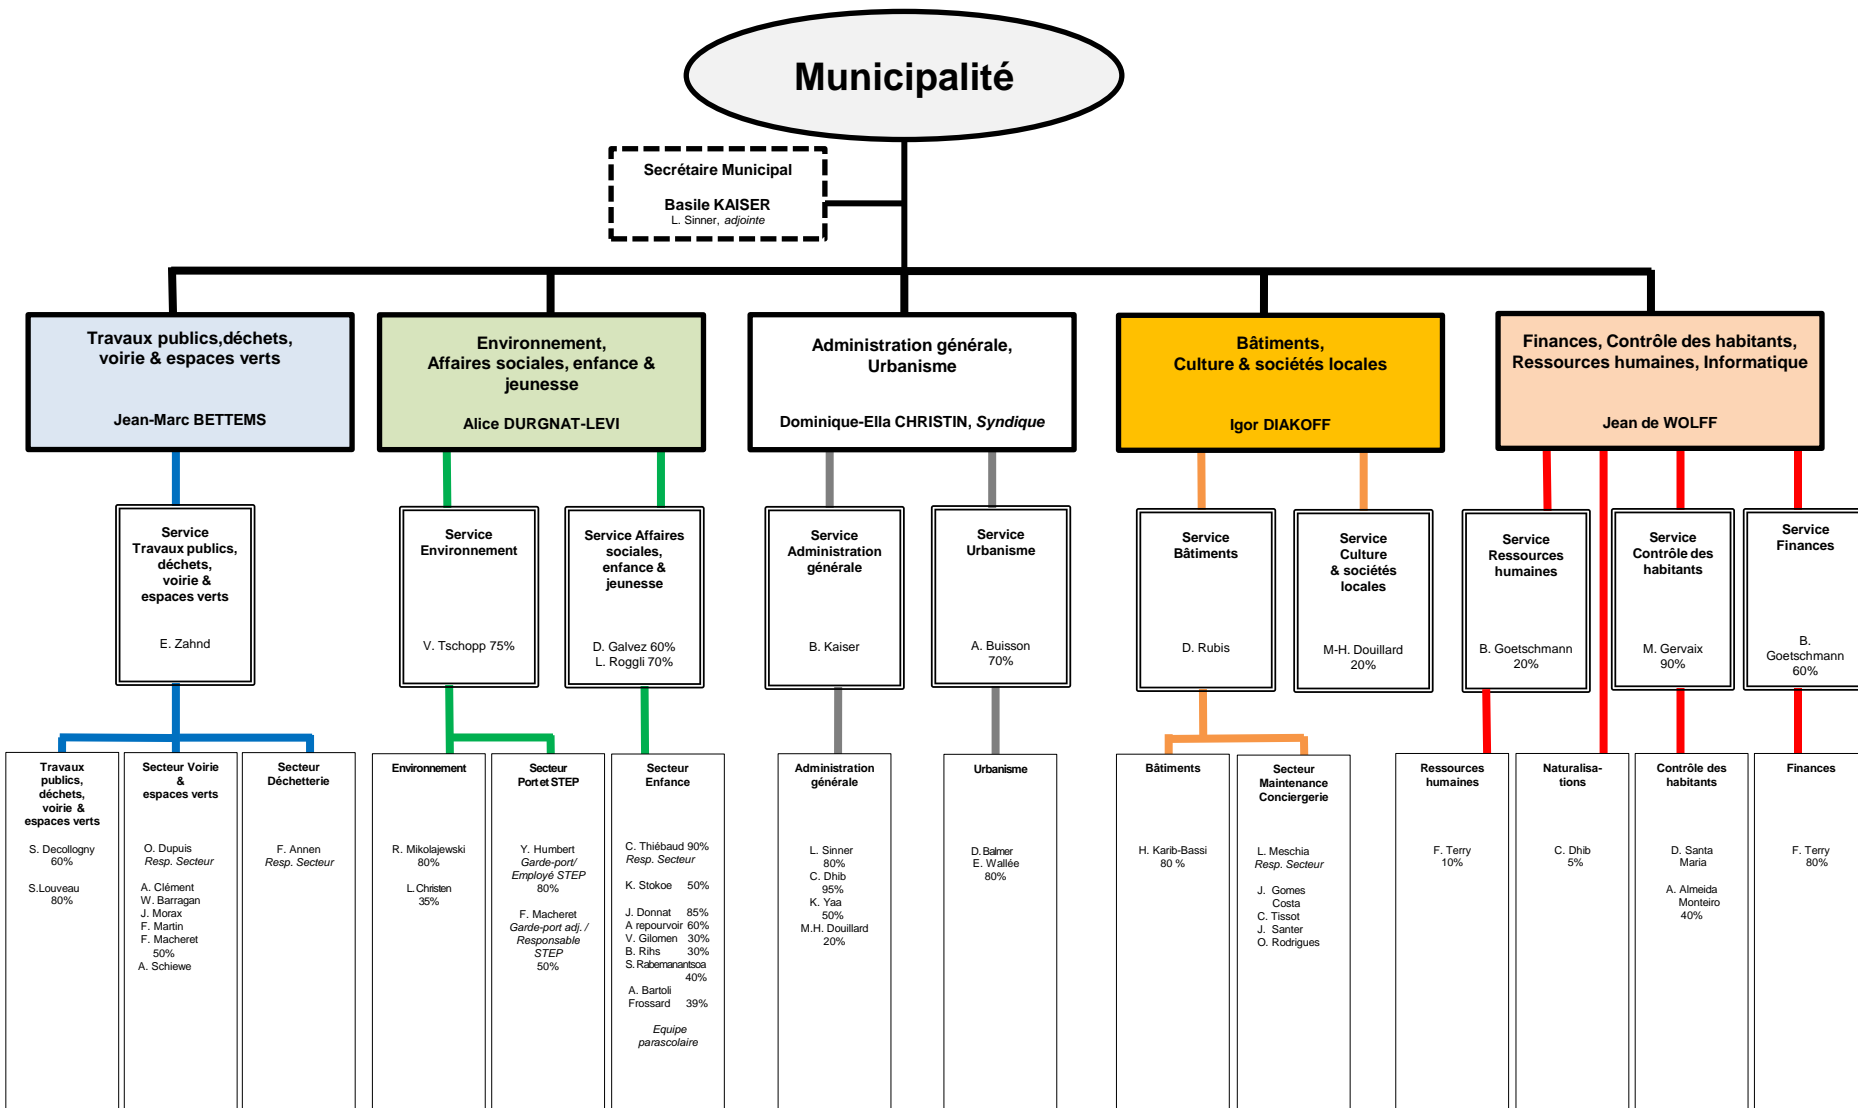 Municipalité
Secrétaire Municipal
Basile KAISER
L. Sinner, adjointe
Travaux publics,déchets,
voirie & espaces verts
Jean-Marc BETTEMS
Environnement,
Affaires sociales, enfance &
jeunesse
Alice DURGNAT-LEVI
Administration générale,
Urbanisme
Dominique-Ella CHRISTIN, Syndique
Bâtiments,
Culture & sociétés locales
Igor DIAKOFF
Finances, Contrôle des habitants,
Ressources humaines, Informatique
Jean de WOLFF
Service
Travaux publics,
déchets,
voirie &
espaces verts
E. Zahnd
Service
Environnement
V. Tschopp 75%
Service Affaires
sociales,
enfance &
jeunesse
D. Galvez 60%
L. Roggli 70%
Service
Administration
générale
B. Kaiser
Service
Urbanisme
A. Buisson
70%
Service
Bâtiments
D. Rubis
Service
Culture
& sociétés
locales
M-H. Douillard
20%
Service
Ressources
humaines
B. Goetschmann
20%
Service
Contrôle des
habitants
M. Gervaix
90%
Service
Finances
B.
Goetschmann
60%
Travaux
publics,
déchets,
voirie &
espaces verts
S. Decollogny
60%
S.Louveau
80%
Secteur Voirie
&
espaces verts
O. Dupuis
Resp. Secteur
A. Clément
W. Barragan
J. Morax
F. Martin
F. Macheret
50%
A. Schiewe
Secteur
Déchetterie
F. Annen
Resp. Secteur
Environnement
R. Mikolajewski
80%
L.Christen
35%
Secteur
Port et STEP
Y. Humbert
Garde-port/
Employé STEP
80%
F. Macheret
Garde-port adj. /
Responsable
STEP
50%
Secteur
Enfance
C. Thiébaud 90%
Resp. Secteur
K. Stokoe 50%
J. Donnat 85%
A repourvoir 60%
V. Gilomen 30%
B. Rihs 30%
S. Rabemanantsoa
40%
A. Bartoli
Frossard 39%
Equipe
parascolaire
Administration
générale
L. Sinner
80%
C. Dhib
95%
K. Yaa
50%
M.H. Douillard
20%
Urbanisme
D. Balmer
E. Wallée
80%
Bâtiments
H. Karib-Bassi
80 %
Secteur
Maintenance
Conciergerie
L. Meschia
Resp. Secteur
J. Gomes
Costa
C. Tissot
J. Santer
O. Rodrigues
Ressources
humaines
F. Terry
10%
Naturalisa-
tions
C. Dhib
5%
Contrôle des
habitants
D. Santa
Maria
A. Almeida
Monteiro
40%
Finances
F. Terry
80%